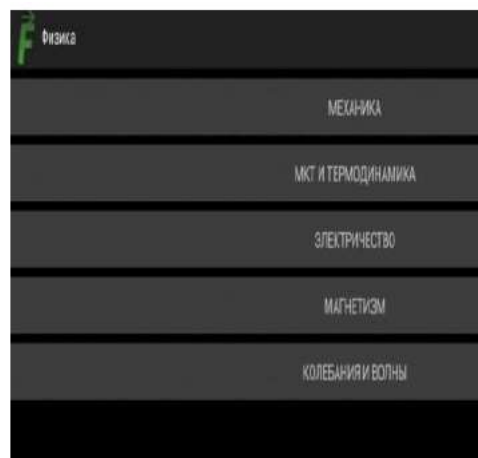 Физика
МЕХАНИКА
МКТ И ТЕРМОДИНАМИКА
ЭЛЕКТРИЧЕСТВО
МАГНЕТИЗМ
КОЛЕБАНИЯ И ВОЛНЫ